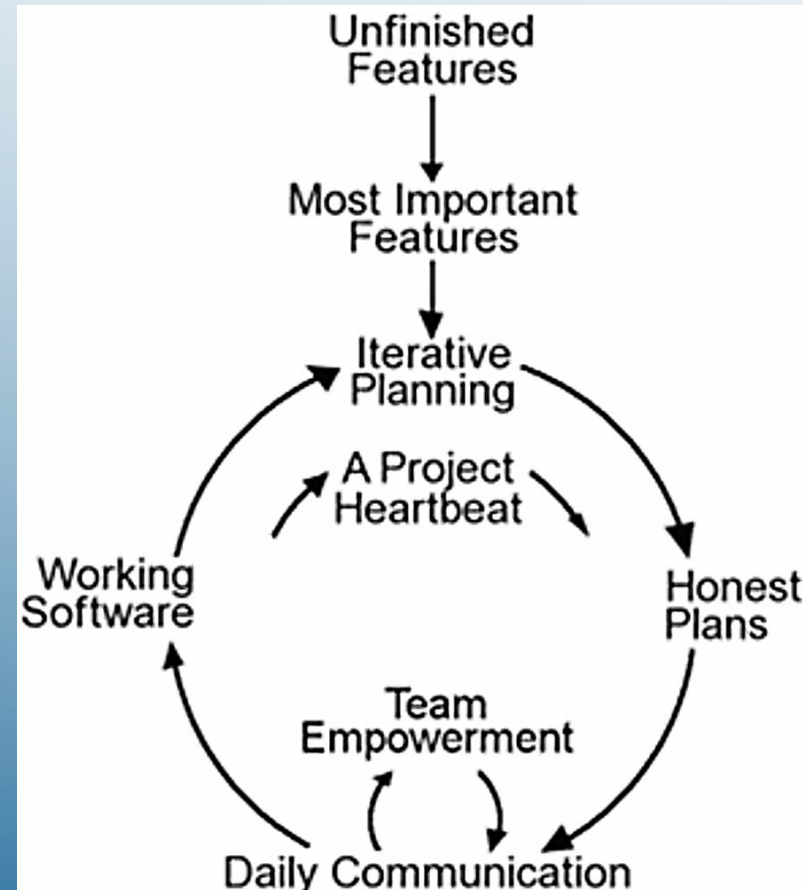 Unfinished
Features
Most Important
Features
Iterative
Planning
A Project
Heartbeat
Working
Software
Honest
Plans
Team
Empowerment
Daily Communication